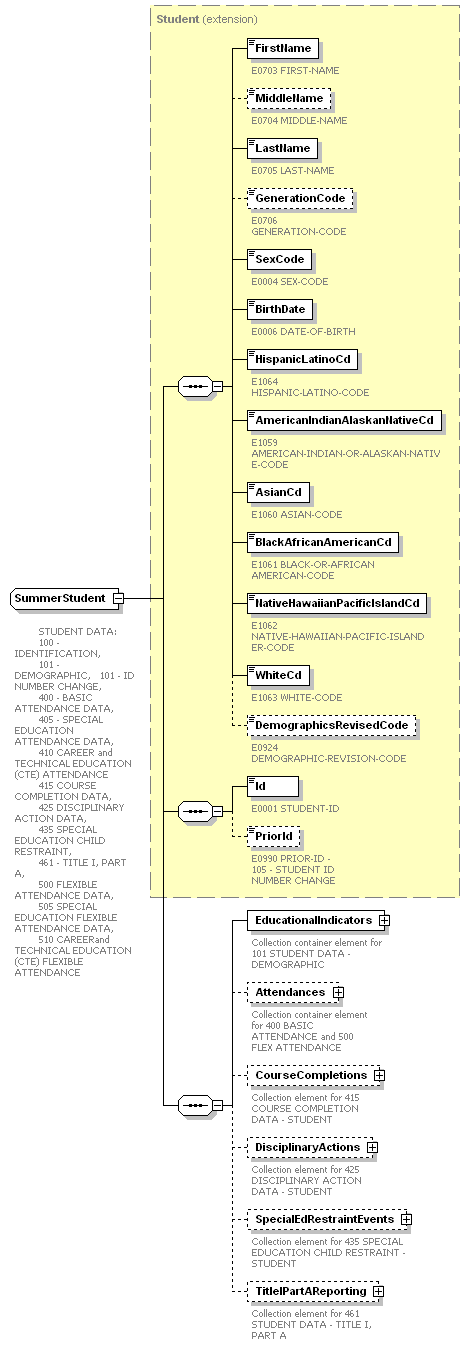 Student (extension)
FirstName
E0703 FIRST-NAME
MiddleName
E0704 MIDDLE-NAME
LastName
E0705 LAST-NAME
GenerationCode
E0706
GENERATION-CODE
SexCode
E0004 SEX-CODE
BirthDate
E0006 DATE-OF-BIRTH
HispanicLatinoCd
E1064
HISPANIC-LATINO-CODE
AmericanIndianAlaskanNativeCd
E1059
AMERICAN-INDIAN-OR-ALASKAN-NATIV
E-CODE
AsianCd
E1060 ASIAN-CODE
BlackAfricanAmericanCd
E1061 BLACK-OR-AFRICAN
AMERICAN-CODE
NativeHawaiianPacificIslandCd
E1062
NATIVE-HAWAIIAN-PACIFIC-ISLAND
ER-CODE
WhiteCd
E1063 WHITE-CODE
DemographicsRevisedCode
E0924
DEMOGRAPHIC-REVISION-CODE
Id
E0001 STUDENT-ID
PriorId
E0990 PRIOR-ID -
105 - STUDENT ID
NUMBER CHANGE
SummerStudent
STUDENT DATA:
100 -
IDENTIFICATION,
101 -
DEMOGRAPHIC, 101 - ID
NUMBER CHANGE,
400 - BASIC
ATTENDANCE DATA,
405 - SPECIAL
EDUCATION
ATTENDANCE DATA,
410 CAREER and
TECHNICAL EDUCATION
(CTE) ATTENDANCE
415 COURSE
COMPLETION DATA,
425 DISCIPLINARY
ACTION DATA,
435 SPECIAL
EDUCATION CHILD
RESTRAINT,
461 - TITLE I, PART
A,
500 FLEXIBLE
ATTENDANCE DATA,
505 SPECIAL
EDUCATION FLEXIBLE
ATTENDANCE DATA,
510 CAREERand
TECHNICAL EDUCATION
(CTE) FLEXIBLE
ATTENDANCE
EducationalIndicators
Collection container element for
101 STUDENT DATA -
DEMOGRAPHIC
Attendances
Collection container element
for 400 BASIC
ATTENDANCE and 500
FLEX ATTENDANCE
CourseCompletions
Collection element for 415
COURSE COMPLETION
DATA - STUDENT
DisciplinaryActions
Collection element for 425
DISCIPLINARY ACTION
DATA - STUDENT
SpecialEdRestraintEvents
Collection element for 435 SPECIAL
EDUCATION CHILD RESTRAINT -
STUDENT
TitleIPartAReporting
Collection element for 461
STUDENT DATA - TITLE I,
PART A